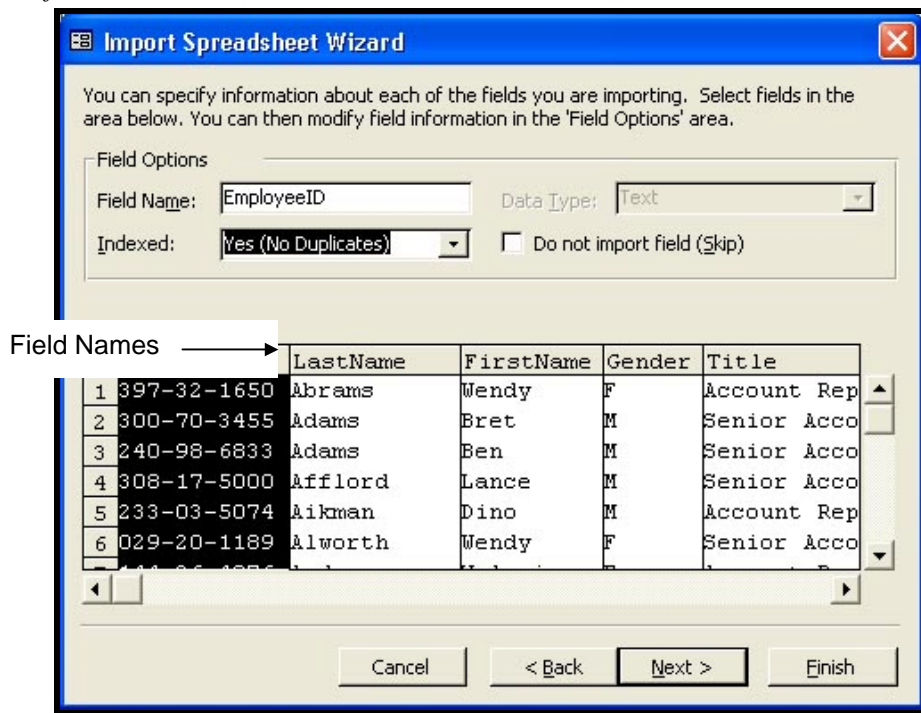 Import Spreadsheet Wizard
You can specify information about each of the fields you are importing. Select fields in the
area below. You can then modify field information in the 'Field Options' area.
Field Options
Field Name: EmployeeID Data Type: Text
Indexed: Yes (No Duplicates) Do not import field (Skip)
Field Names
LastName FirstName Gender Title
1 397-32-1650 Abrams Wendy F Account Rep
2 300-70-3455 Adams Bret M Senior Acco
3 240-98-6833 Adams Ben M Senior Acco
4 308-17-5000 Afflord Lance M Senior Acco
5 233-03-5074 Aikman Dino M Account Rep
6 029-20-1189 Alworth Wendy F Senior Acco
Cancel < Back Next > Finish